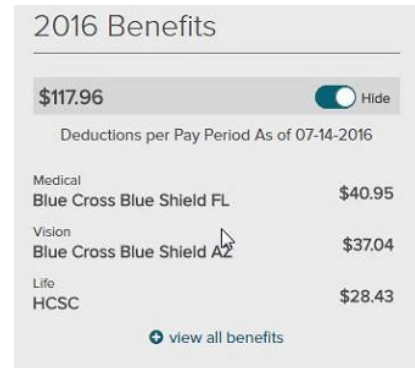 2016 Benefits
$117.96 Hide
Deductions per Pay Period As of 07-14-2016
Medical
Blue Cross Blue Shield FL $40.95
Vision
Blue Cross Blue Shield AZ $37.04
Life
HCSC $28.43
view all benefits